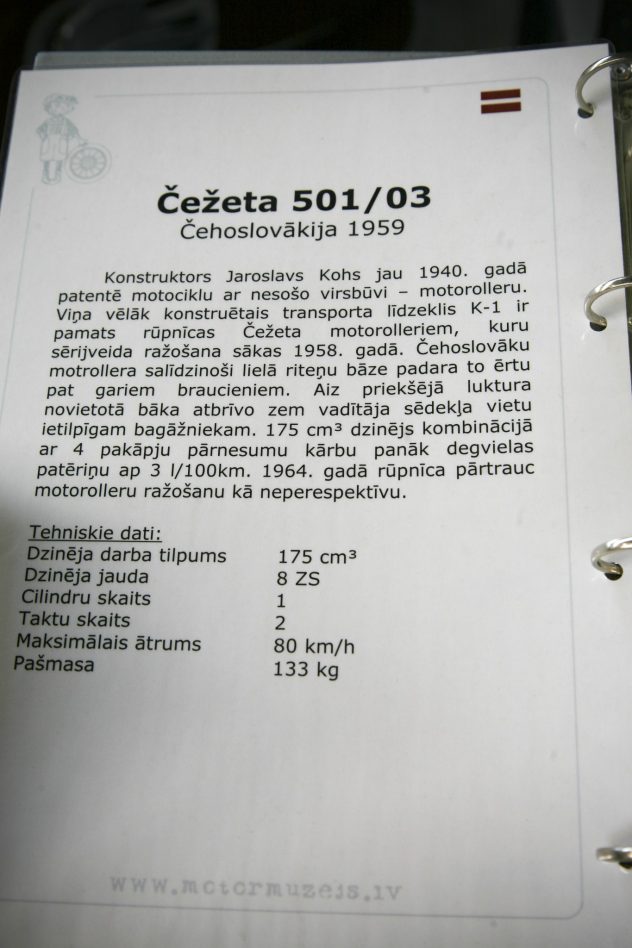 Čežeta 501/03
Čehoslovākija 1959
Konstruktors Jaroslavs Kohs jau 1940. gadā
patentē motociklu ar nesošo virsbūvi – motorolleru.
Viņa vēlāk konstruētais transporta līdzeklis K-1 ir
pamats rūpnīcas Čežeta motorolleriem, kuru
sērijveida ražošana sākas 1958. gadā. Čehoslovāku
motrollera salīdzinoši lielā riteņu bāze padara to ērtu
pat gariem braucieniem. Aiz priekšējā luktura
novietotā bāka atbrīvo zem vadītāja sēdekļa vietu
ietilpīgam bagāžniekam. 175 cm³ dzinējs kombinācijā
ar 4 pakāpju pārnesumu kārbu panāk degvielas
patēriņu ap 3 l/100km. 1964. gadā rūpnīca pārtrauc
motorolleru ražošanu kā neperespektīvu.
Tehniskie dati:
Dzinēja darba tilpums 175 cm³
Dzinēja jauda 8 ZS
Cilindru skaits 1
Taktu skaits 2
Maksimālais ātrums 80 km/h
Pašmasa 133 kg
www.motormuzejs.lv